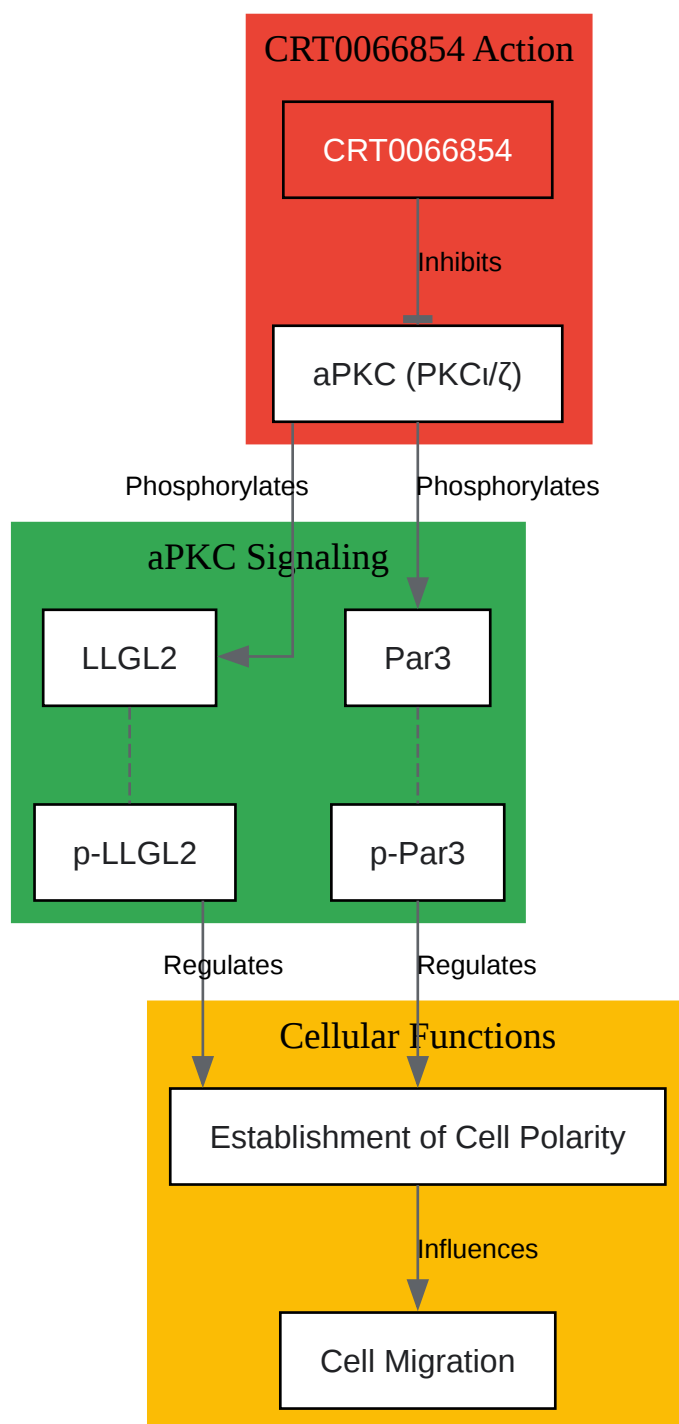 CRT0066854 Action
CRT0066854
Inhibits
aPKC (PKCι/ζ)
Phosphorylates
Phosphorylates
aPKC Signaling
LLGL2
Par3
p-LLGL2
p-Par3
Regulates
Regulates
Cellular Functions
Establishment of Cell Polarity
Influences
Cell Migration